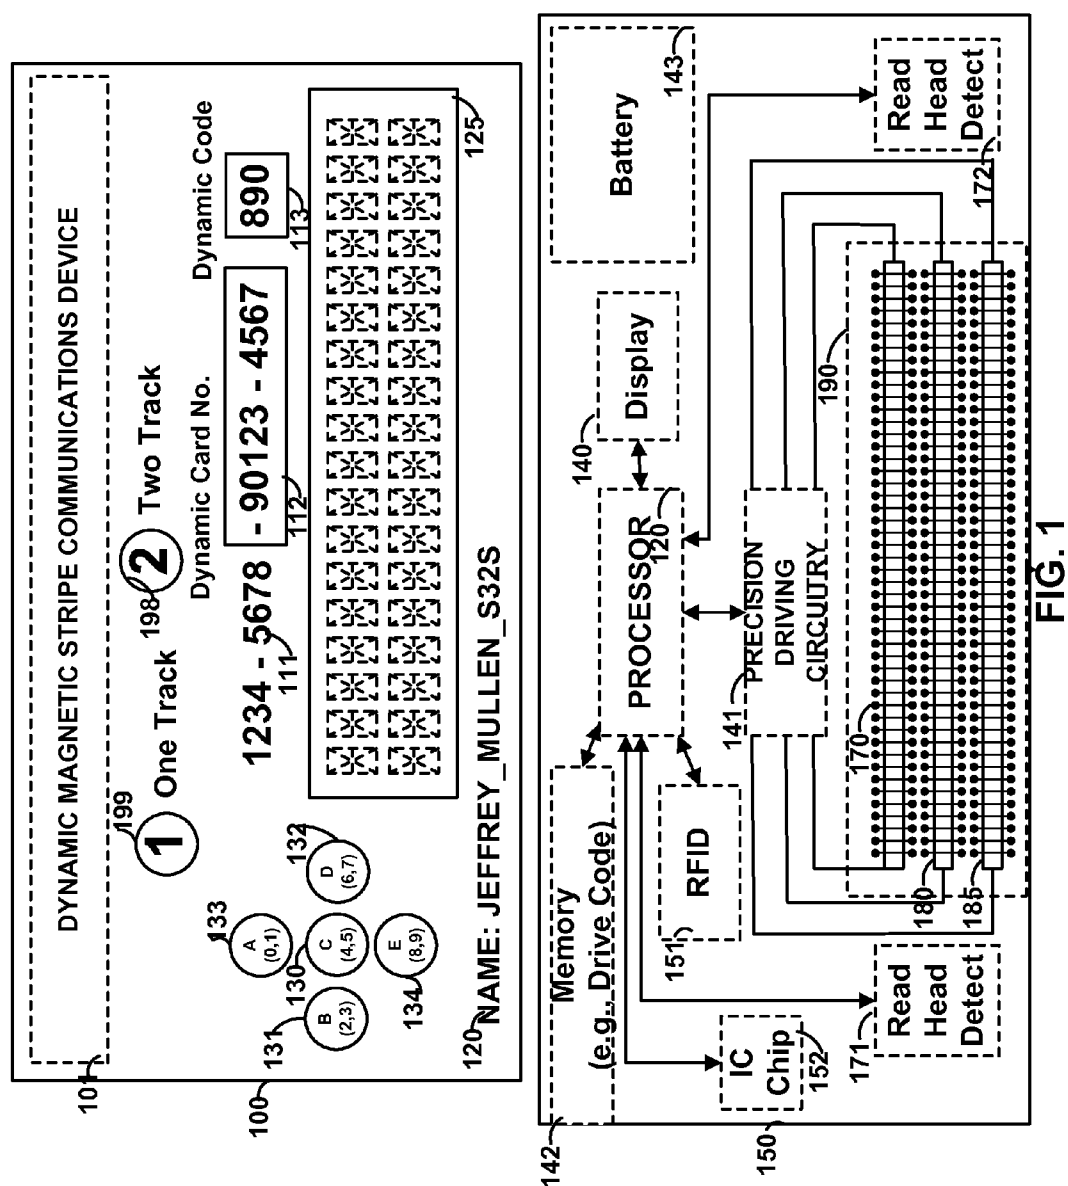 DYNAMIC MAGNETIC STRIPE COMMUNICATIONS DEVICE
101
199
1
One Track
198
2
Two Track
Dynamic Card No.
Dynamic Code
1234 - 5678
- 90123 - 4567
890
111
112
113
125
133
A
(0,1)
131
B
(2,3)
130
C
(4,5)
132
D
(6,7)
134
E
(8,9)
120
NAME: JEFFREY_MULLEN_S32S
100
142
Memory
(e.g., Drive Code)
140
Display
Battery
143
PROCESSOR
120
151
RFID
IC
Chip
152
141
PRECISION
DRIVING
CIRCUITRY
171
Read
Head
Detect
Read
Head
Detect
172
190
170
180
185
150
FIG. 1